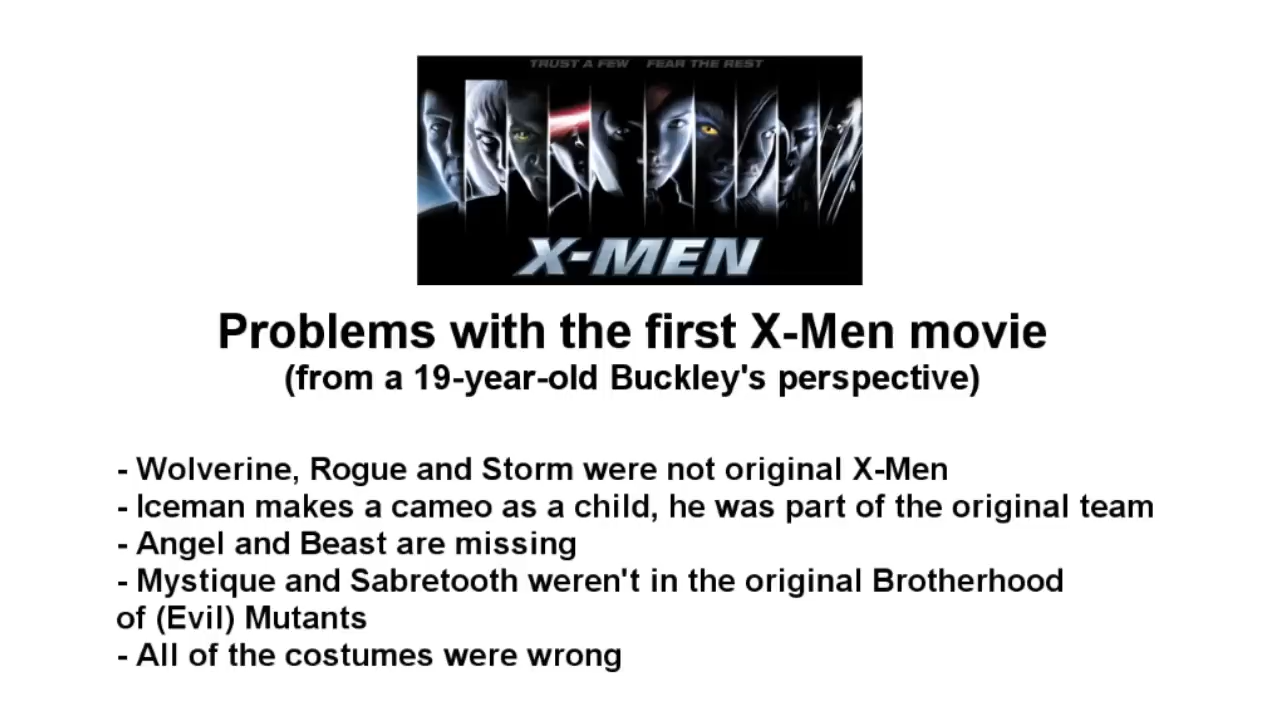 TRUST A FEW FEAR THE REST
X-MEN
Problems with the first X-Men movie
(from a 19-year-old Buckley's perspective)
- Wolverine, Rogue and Storm were not original X-Men
- Iceman makes a cameo as a child, he was part of the original team
- Angel and Beast are missing
- Mystique and Sabretooth weren't in the original Brotherhood
of (Evil) Mutants
- All of the costumes were wrong